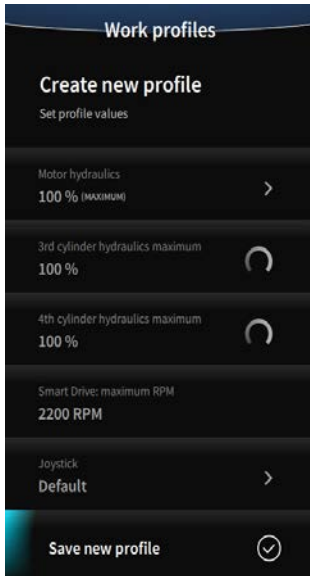 Work profiles
Create new profile
Set profile values
Motor hydraulics
100 % (MAXIMUM)
3rd cylinder hydraulics maximum
100 %
4th cylinder hydraulics maximum
100 %
Smart Drive: maximum RPM
2200 RPM
Joystick
Default
Save new profile